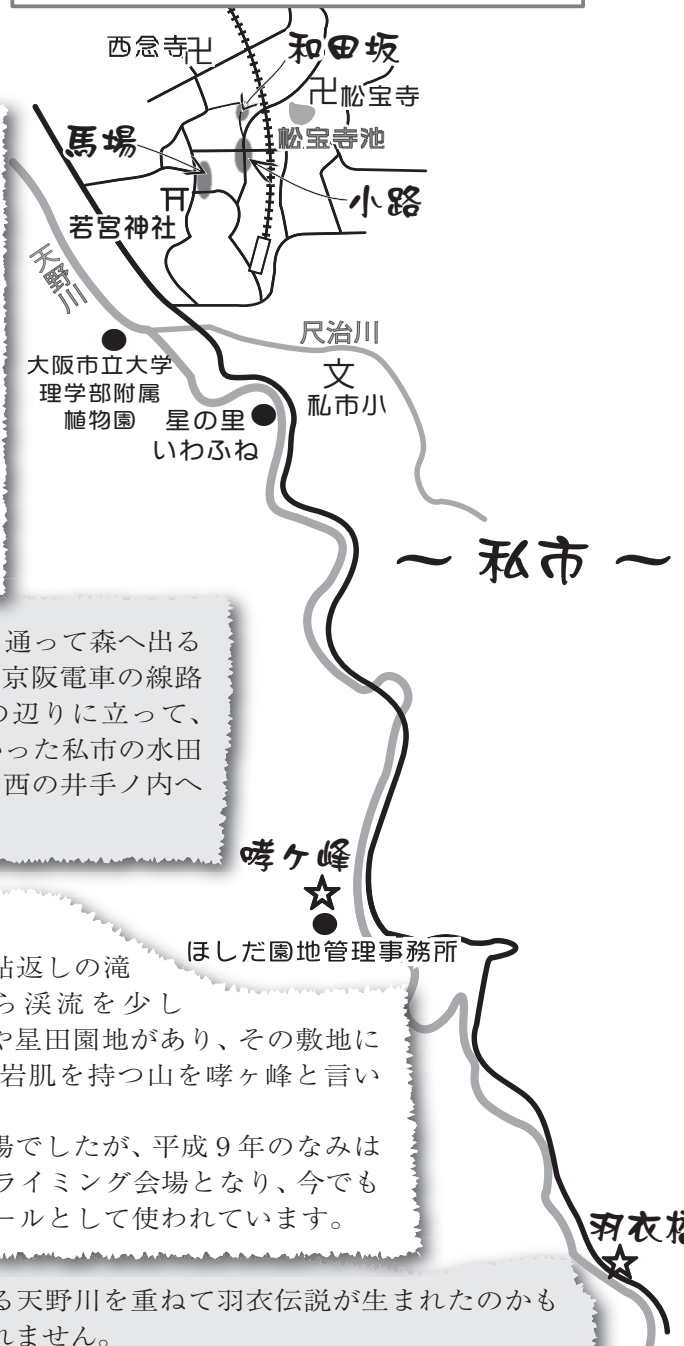 西念寺
和田坂
松宝寺
馬場
松宝寺池
小路
若宮神社
天野川
尺治川
大阪市立大学
理学部附属
植物園
文
私市小
星の里
いわふね
〜 私市 〜
通って森へ出る
京阪電車の線路
の辺りに立って、
いった私市の水田
西の井手ノ内へ
哮ヶ峰
ほしだ園地管理事務所
鮎返しの滝
ら渓流を少し
や星田園地があり、その敷地に
岩肌を持つ山を哮ヶ峰と言い
場でしたが、平成9年のなみは
ライミング会場となり、今でも
ールとして使われています。
羽衣橋
る天野川を重ねて羽衣伝説が生まれたのかも
れません。